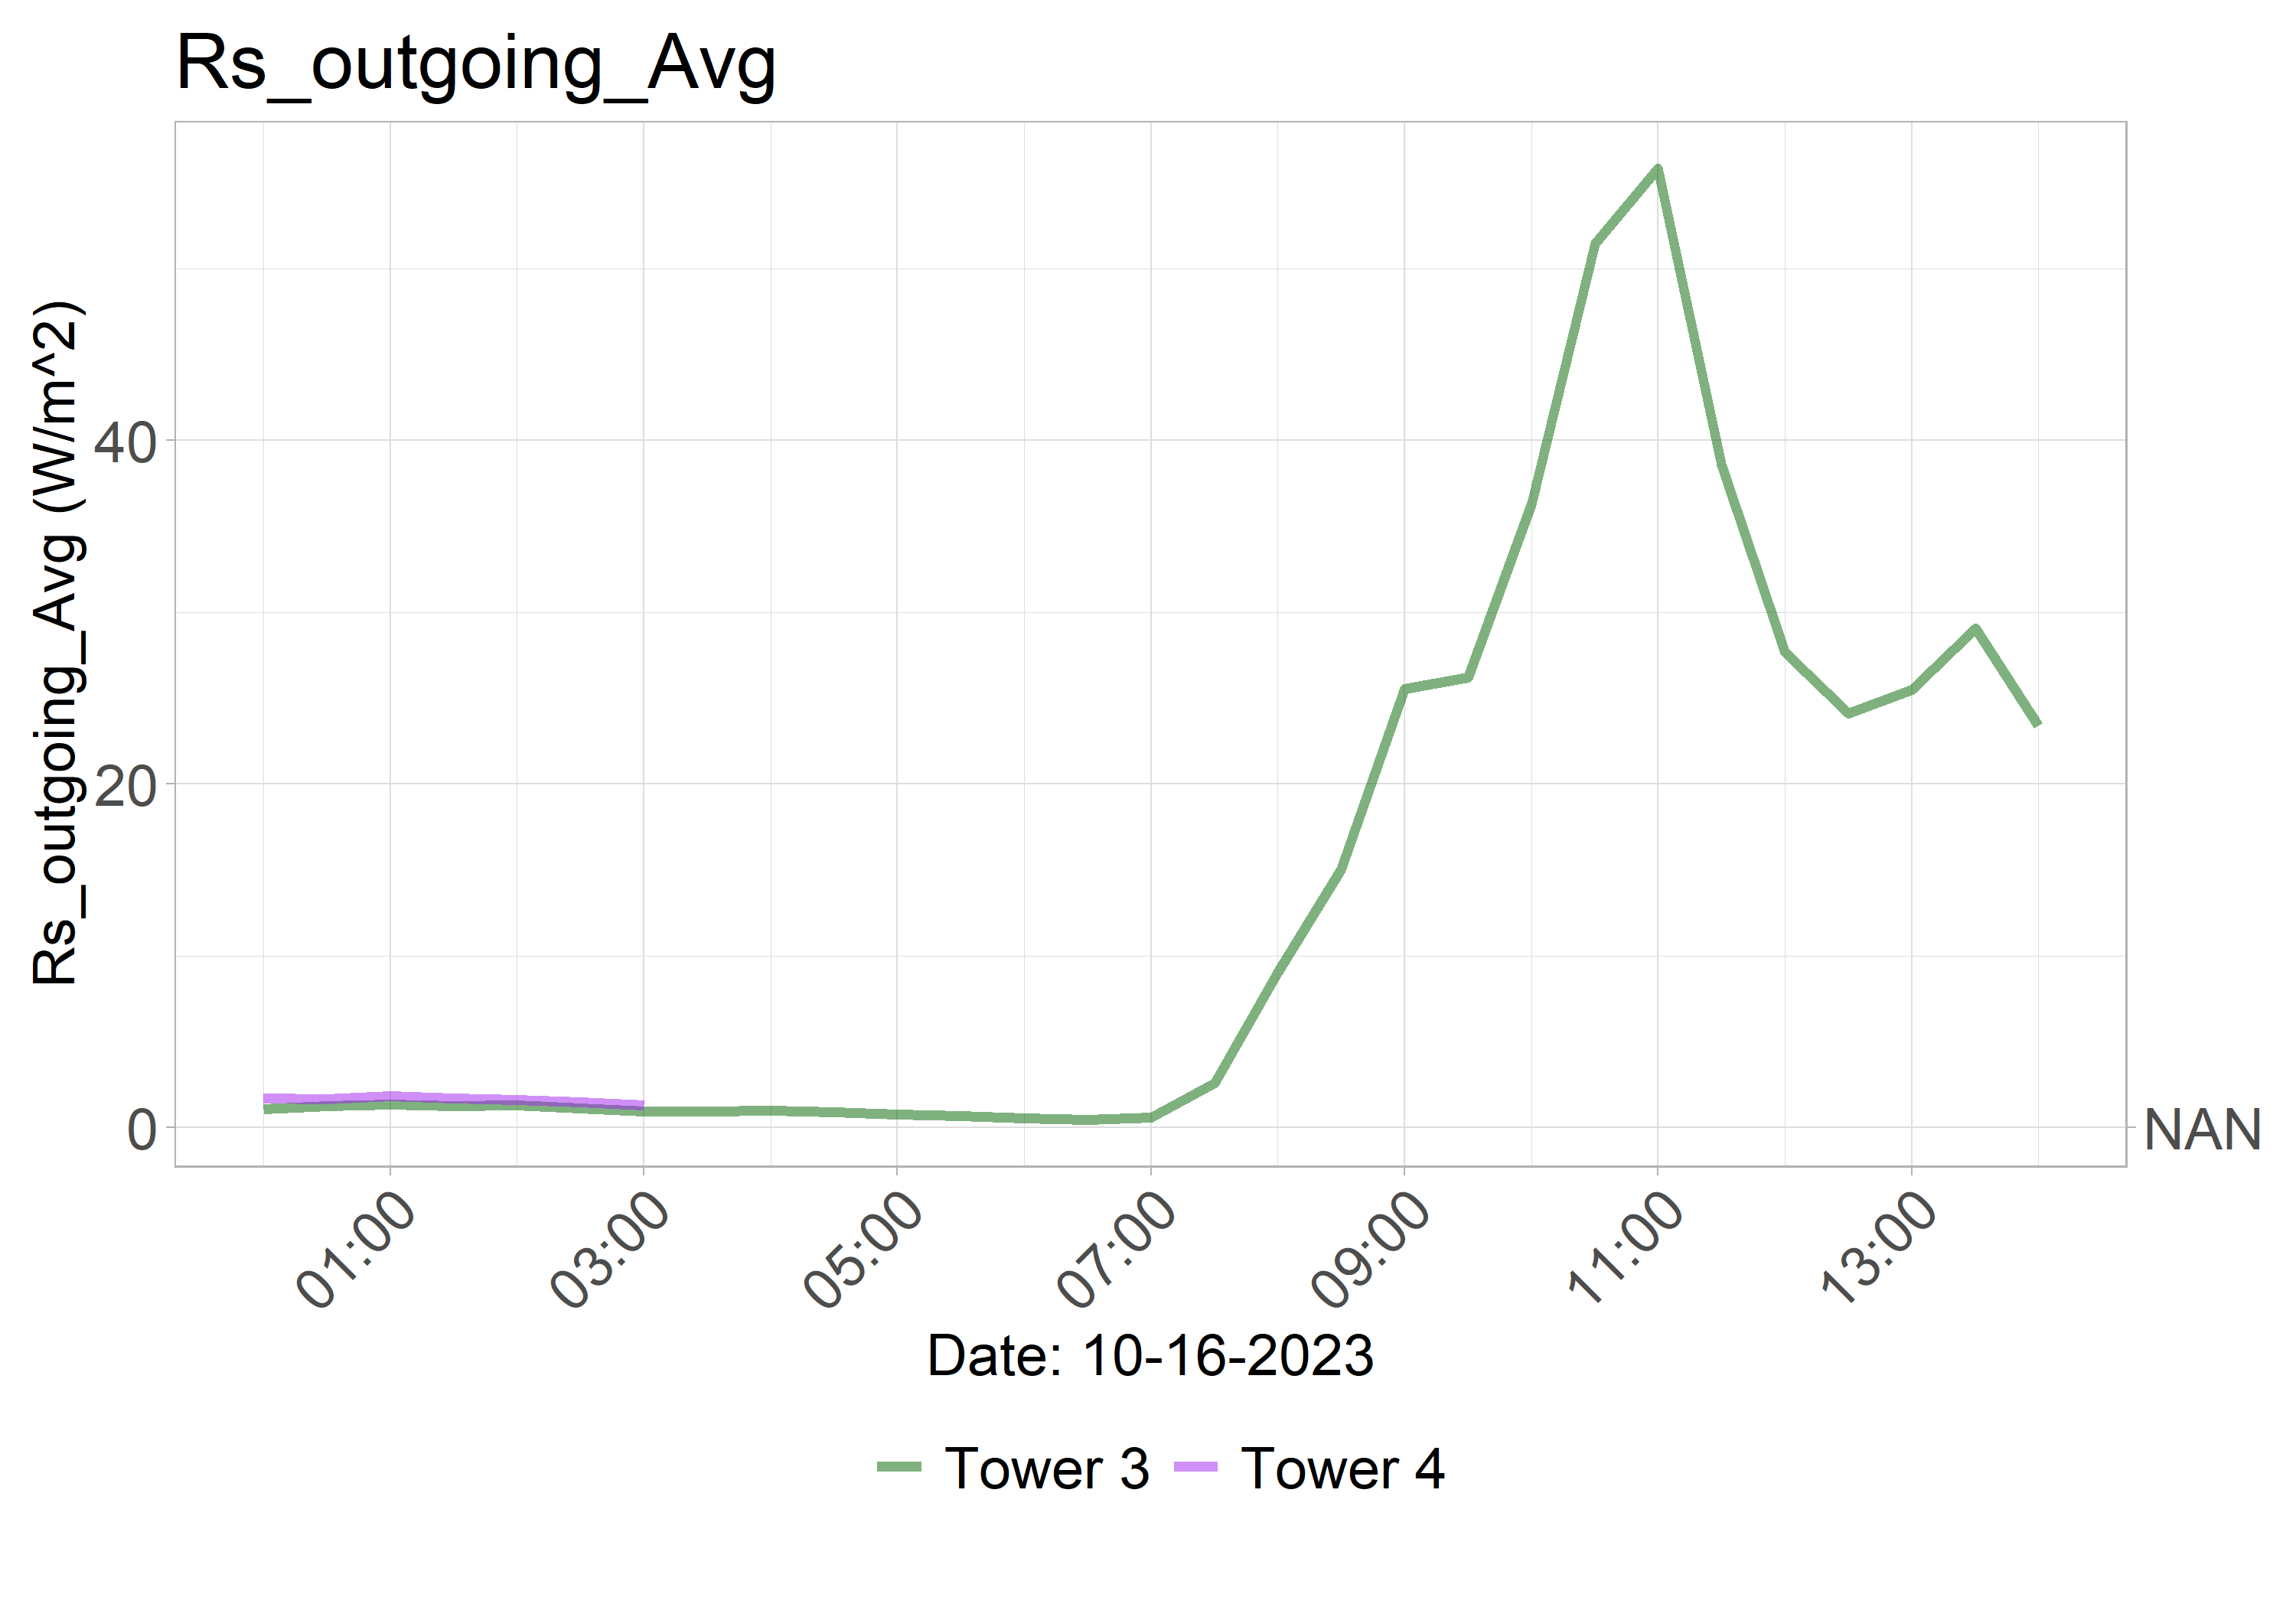 Rs_outgoing_Avg
Rs_outgoing_Avg (W/m^2)
40
20
0
NAN
01:00 03:00 05:00 07:00 09:00 11:00 13:00
Date: 10-16-2023
Tower 3 Tower 4